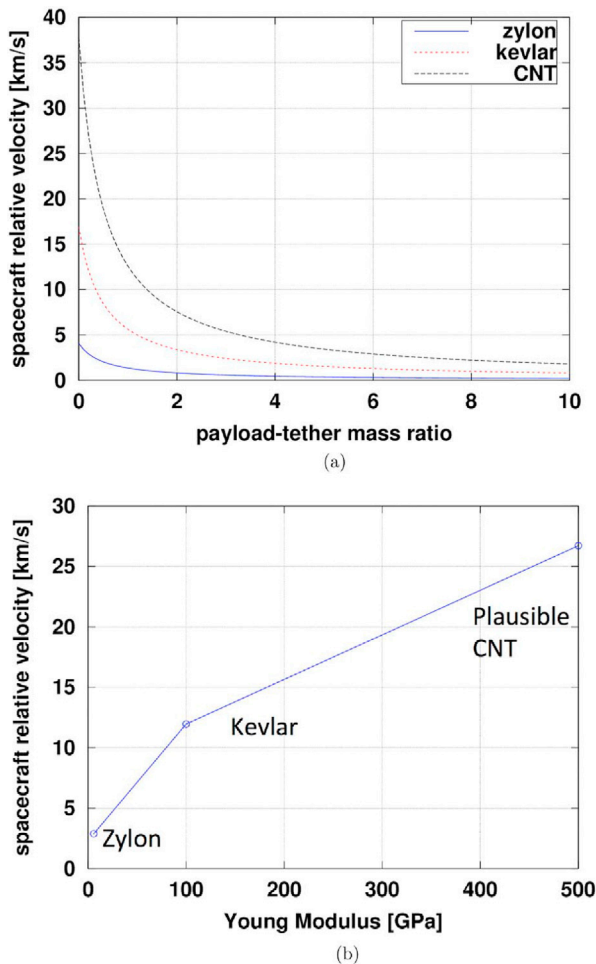 40
35
30
25
20
15
10
5
0
spacecraft relative velocity [km/s]
zylon
kevlar
CNT
0 2 4 6 8 10
payload-tether mass ratio
(a)
30
25
20
15
10
5
0
spacecraft relative velocity [km/s]
Plausible
CNT
Kevlar
Zylon
0 100 200 300 400 500
Young Modulus [GPa]
(b)